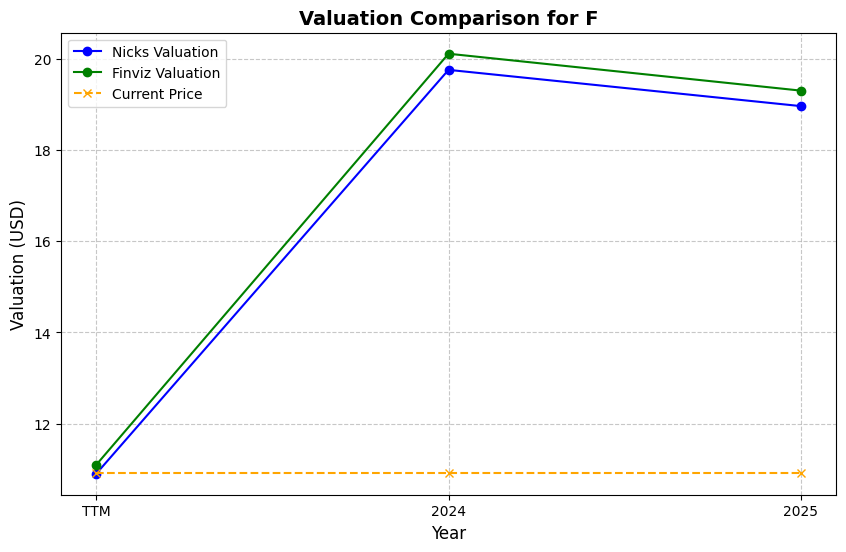 Valuation Comparison for F
Nicks Valuation
Finviz Valuation
Current Price
Valuation (USD)
20
18
16
14
12
TTM
2024
2025
Year